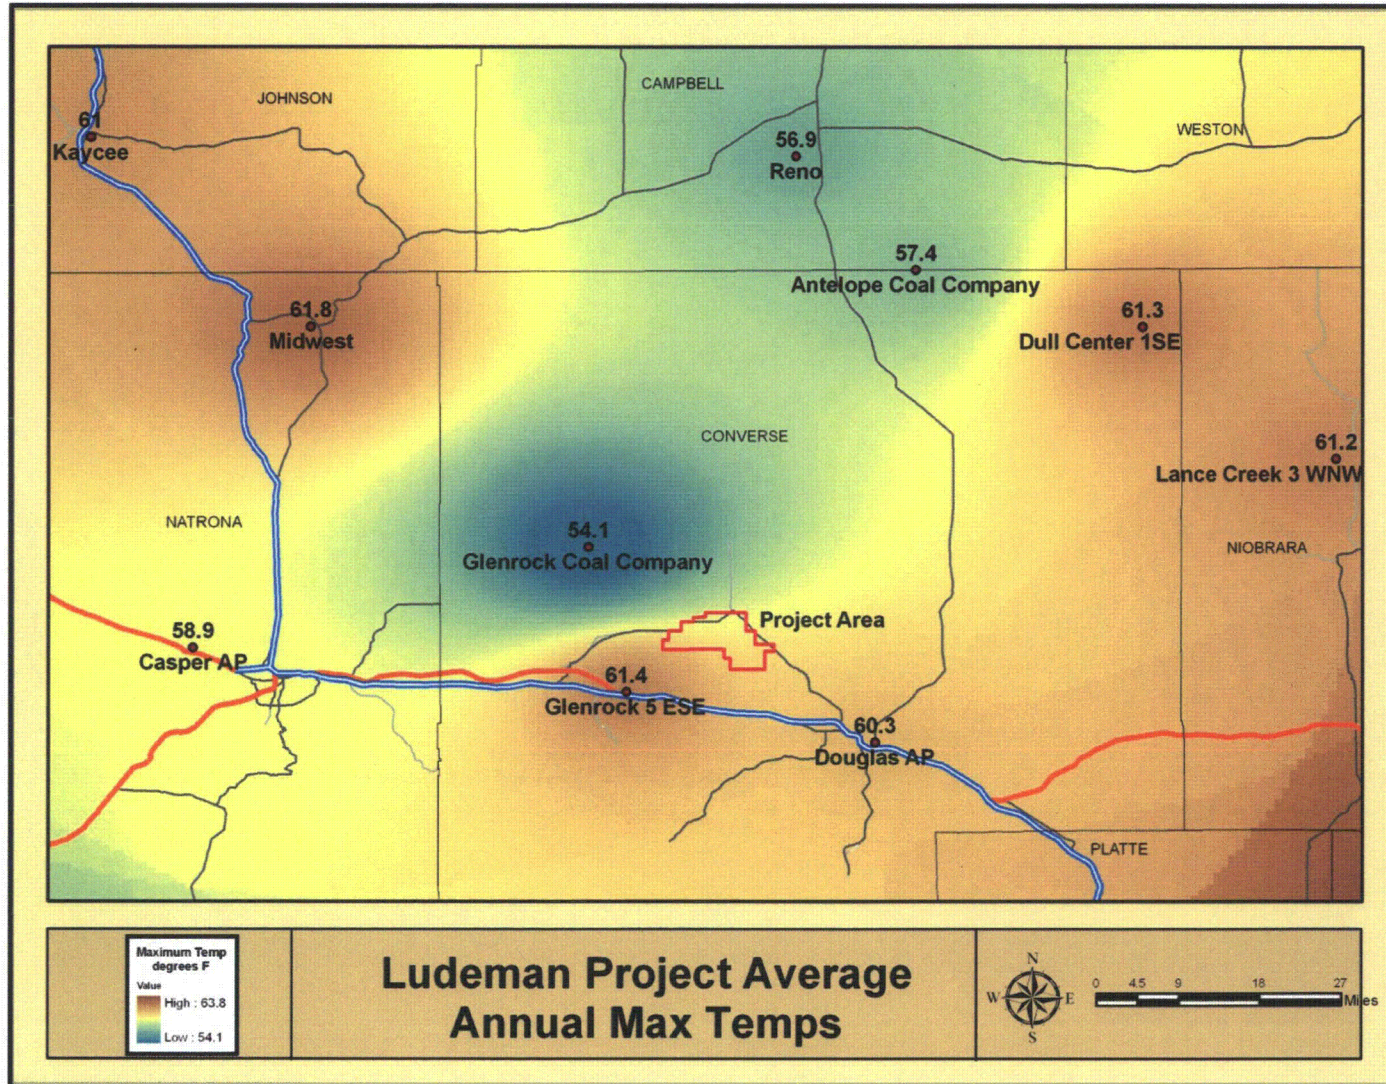 JOHNSON
CAMPBELL
WESTON
61
Kaycee
56.9
Reno
57.4
Antelope Coal Company
61.8
Midwest
61.3
Dull Center 1SE
CONVERSE
61.2
Lance Creek 3 WNW
NATRONA
54.1
Glenrock Coal Company
NIOBRARA
Project Area
58.9
Casper AP
61.4
Glenrock 5 ESE
60.3
Douglas AP
PLATTE
Maximum Temp
degrees F
Value
High : 63.8
Low : 54.1
Ludeman Project Average
Annual Max Temps
N
W E
S
0 4.5 9 18 27
Miles